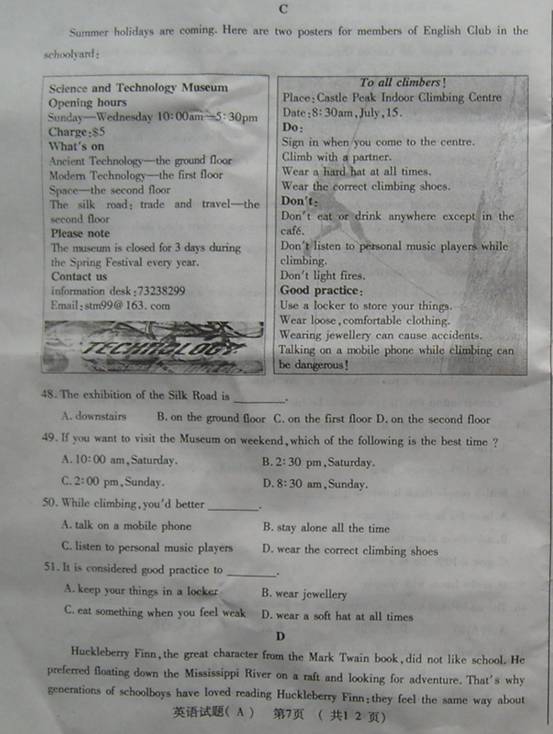 C
Summer holidays are coming. Here are two posters for members of English Club in the
schoolyard:
Science and Technology Museum
Opening hours
Sunday—Wednesday 10:00am—5:30pm
Charge:$5
What's on
Ancient Technology—the ground floor
Modern Technology—the first floor
Space—the second floor
The silk road: trade and travel—the
second floor
Please note
The museum is closed for 3 days during
the Spring Festival every year.
Contact us
information desk:73238299
Email:stm99@163.com
TECHNOLOGY
To all climbers!
Place:Castle Peak Indoor Climbing Centre
Date:8:30am,July,15.
Do:
Sign in when you come to the centre.
Climb with a partner.
Wear a hard hat at all times.
Wear the correct climbing shoes.
Don't:
Don't eat or drink anywhere except in the
café.
Don't listen to personal music players while
climbing.
Don't light fires.
Good practice:
Use a locker to store your things.
Wear loose,comfortable clothing.
Wearing jewellery can cause accidents.
Talking on a mobile phone while climbing can
be dangerous!
48. The exhibition of the Silk Road is ______.
A. downstairs B. on the ground floor C. on the first floor D. on the second floor
49. If you want to visit the Museum on weekend,which of the following is the best time ?
A. 10:00 am,Saturday. B. 2:30 pm,Saturday.
C. 2:00 pm,Sunday. D. 8:30 am,Sunday.
50. While climbing,you'd better ______.
A. talk on a mobile phone B. stay alone all the time
C. listen to personal music players D. wear the correct climbing shoes
51. It is considered good practice to ______.
A. keep your things in a locker B. wear jewellery
C. eat something when you feel weak D. wear a soft hat at all times
D
Huckleberry Finn,the great character from the Mark Twain book,did not like school. He
preferred floating down the Mississippi River on a raft and looking for adventure. That's why
generations of schoolboys have loved reading Huckleberry Finn:they feel the same way about
英语试题(A) 第7页 (共12页)